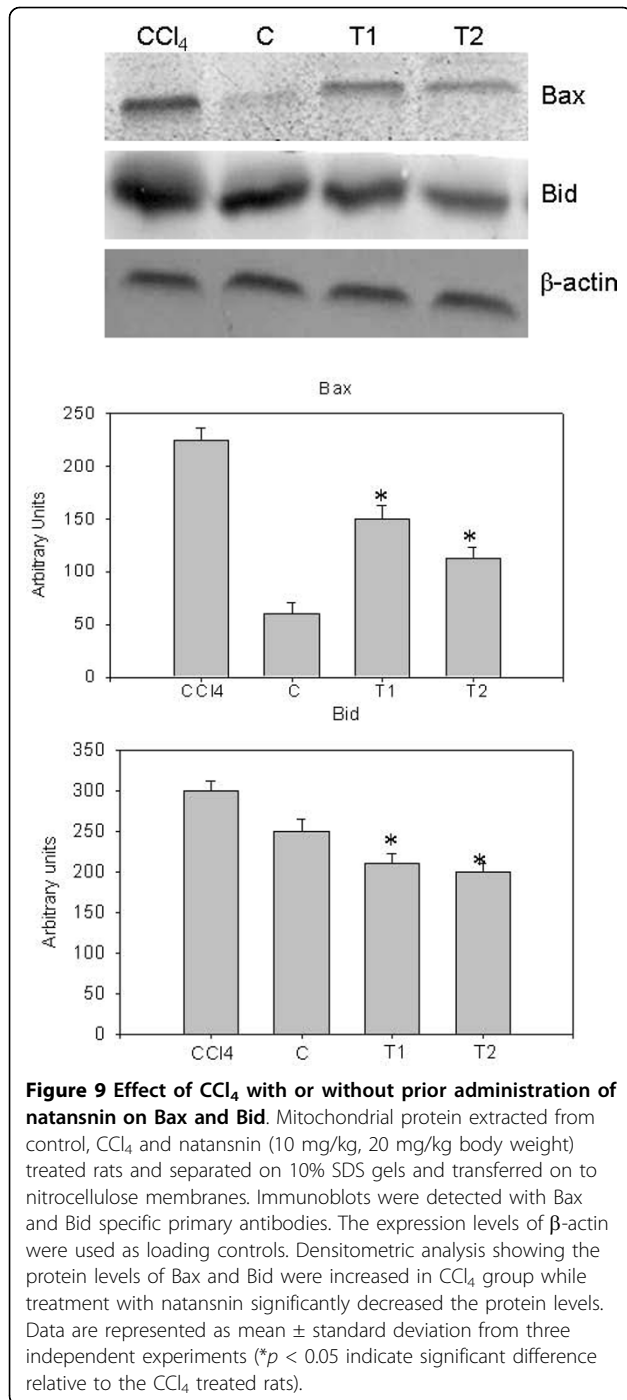 CCl₄ C T1 T2
Bax
Bid
β-actin
Bax
250
200
150
100
50
0
Arbitrary Units
*
*
CCl4 C T1 T2
Bid
350
300
250
200
150
100
50
0
Arbitrary units
*
*
CCl4 C T1 T2
Figure 9 Effect of CCl₄ with or without prior administration of
natansnin on Bax and Bid. Mitochondrial protein extracted from
control, CCl₄ and natansnin (10 mg/kg, 20 mg/kg body weight)
treated rats and separated on 10% SDS gels and transferred on to
nitrocellulose membranes. Immunoblots were detected with Bax
and Bid specific primary antibodies. The expression levels of β-actin
were used as loading controls. Densitometric analysis showing the
protein levels of Bax and Bid were increased in CCl₄ group while
treatment with natansnin significantly decreased the protein levels.
Data are represented as mean ± standard deviation from three
independent experiments (*p < 0.05 indicate significant difference
relative to the CCl₄ treated rats).